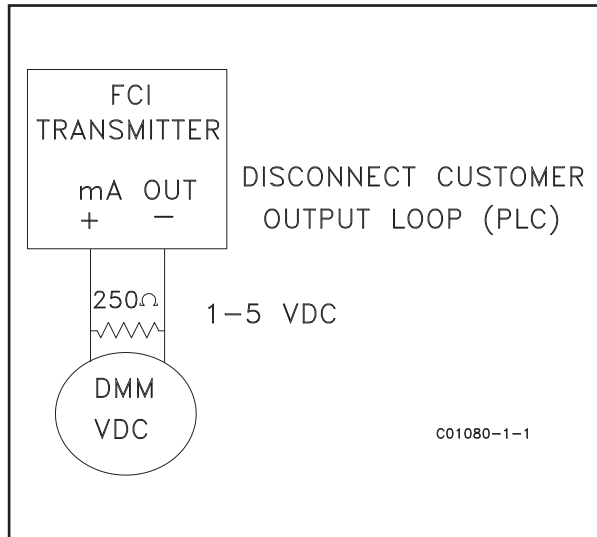 FCI
TRANSMITTER
mA OUT
+ −
DISCONNECT CUSTOMER
OUTPUT LOOP (PLC)
250Ω
1−5 VDC
DMM
VDC
C01080−1−1